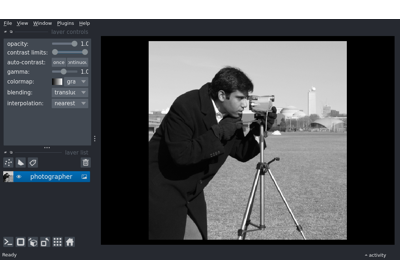 File View Window Plugins Help
layer controls
opacity: 1.0
contrast limits:
auto-contrast: once
gamma: 1.0
colormap: gra
blending: translu
interpolation: nearest
layer list
photographer
Ready
activity